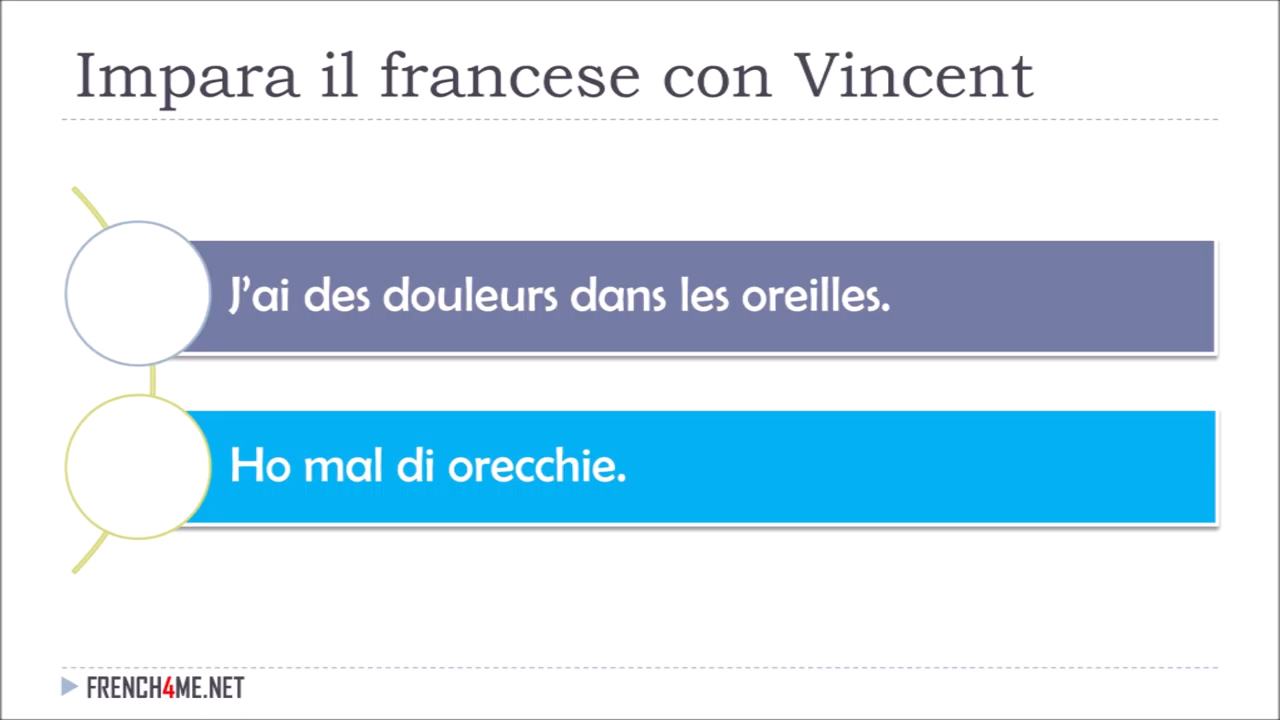 Impara il francese con Vincent
J’ai des douleurs dans les oreilles.
Ho mal di orecchie.
FRENCH4ME.NET